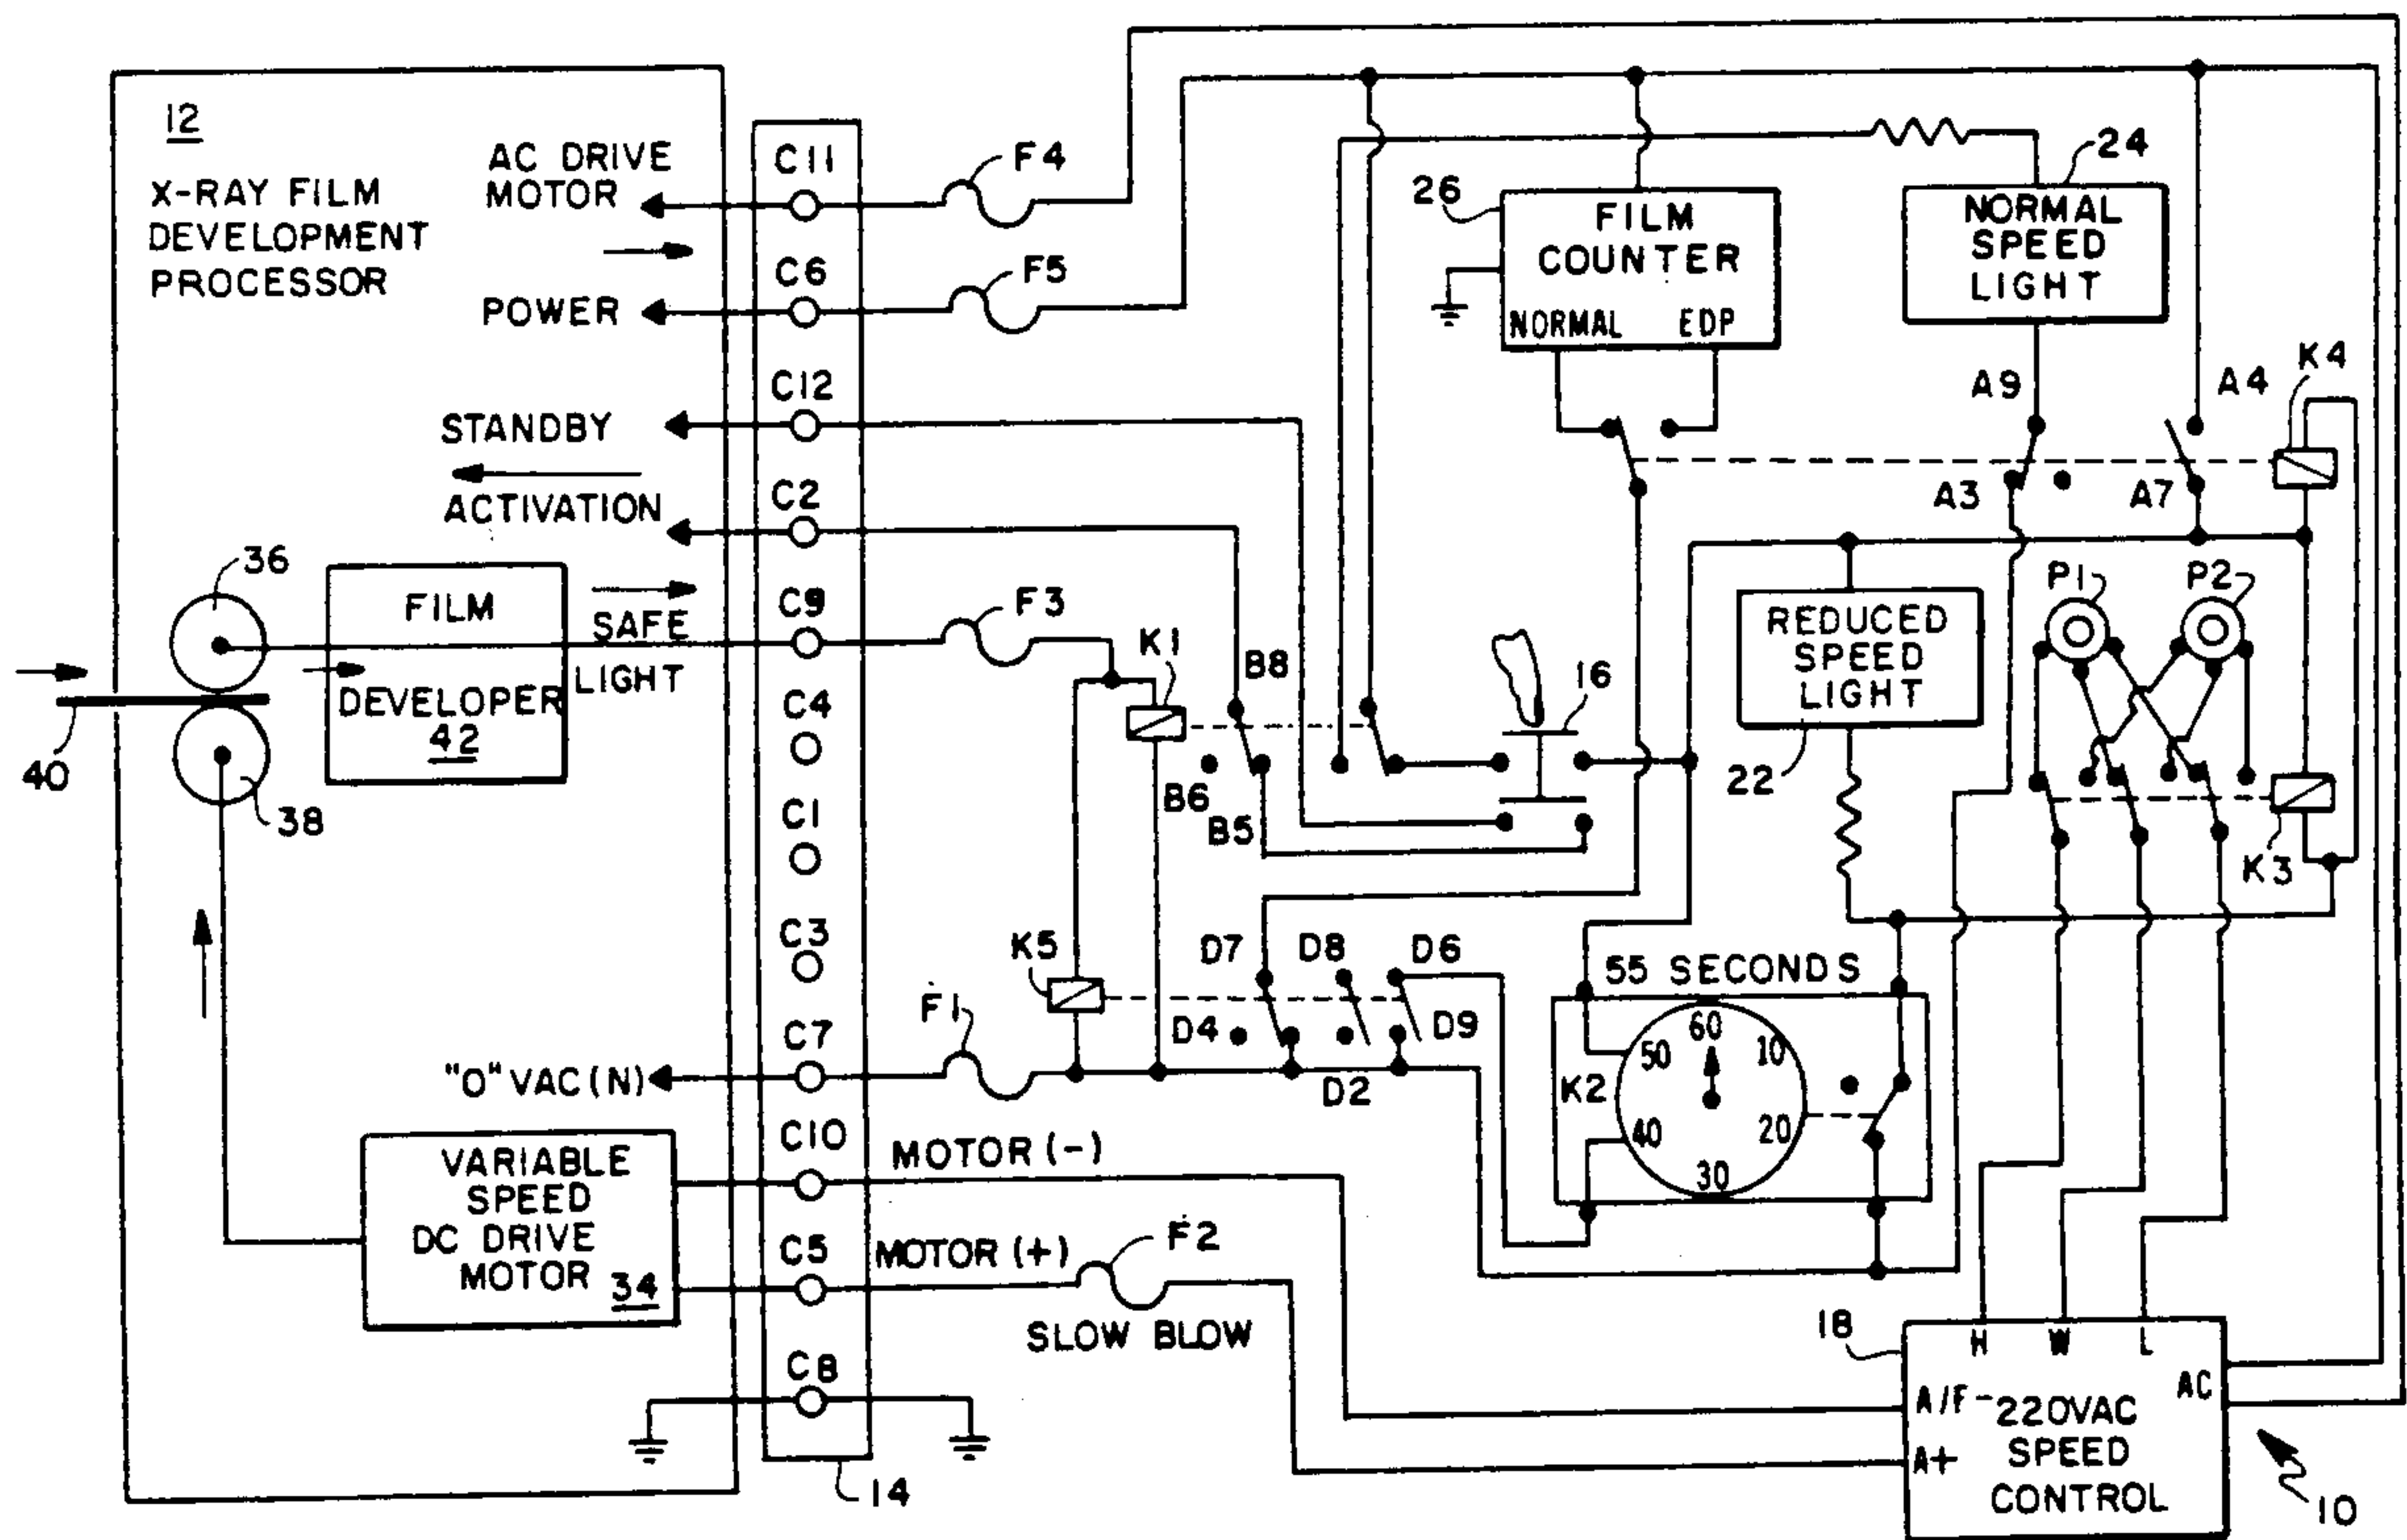 12
X-RAY FILM
DEVELOPMENT
PROCESSOR
AC DRIVE
MOTOR
POWER
STANDBY
ACTIVATION
36
FILM
DEVELOPER
42
SAFE
LIGHT
40
38
"0" VAC (N)
VARIABLE
SPEED
DC DRIVE
MOTOR
34
C11
C6
C12
C2
C9
C4
C1
C3
C7
C10
C5
C8
14
F4
F5
F3
K1
K5
F1
MOTOR (-)
MOTOR (+)
F2
SLOW BLOW
B8
B6
B5
16
D7
D8
D6
D4
D9
D2
26
FILM
COUNTER
NORMAL EDP
24
NORMAL
SPEED
LIGHT
A9
A4
K4
A3
A7
REDUCED
SPEED
LIGHT
22
P1
P2
K3
55 SECONDS
60
50
10
K2
40
20
30
18
H W L
AC
A/F-
A+
220VAC
SPEED
CONTROL
10